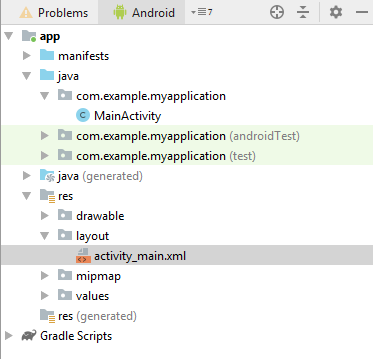 Problems Android 7
app
manifests
java
com.example.myapplication
MainActivity
com.example.myapplication (androidTest)
com.example.myapplication (test)
java (generated)
res
drawable
layout
activity_main.xml
mipmap
values
res (generated)
Gradle Scripts